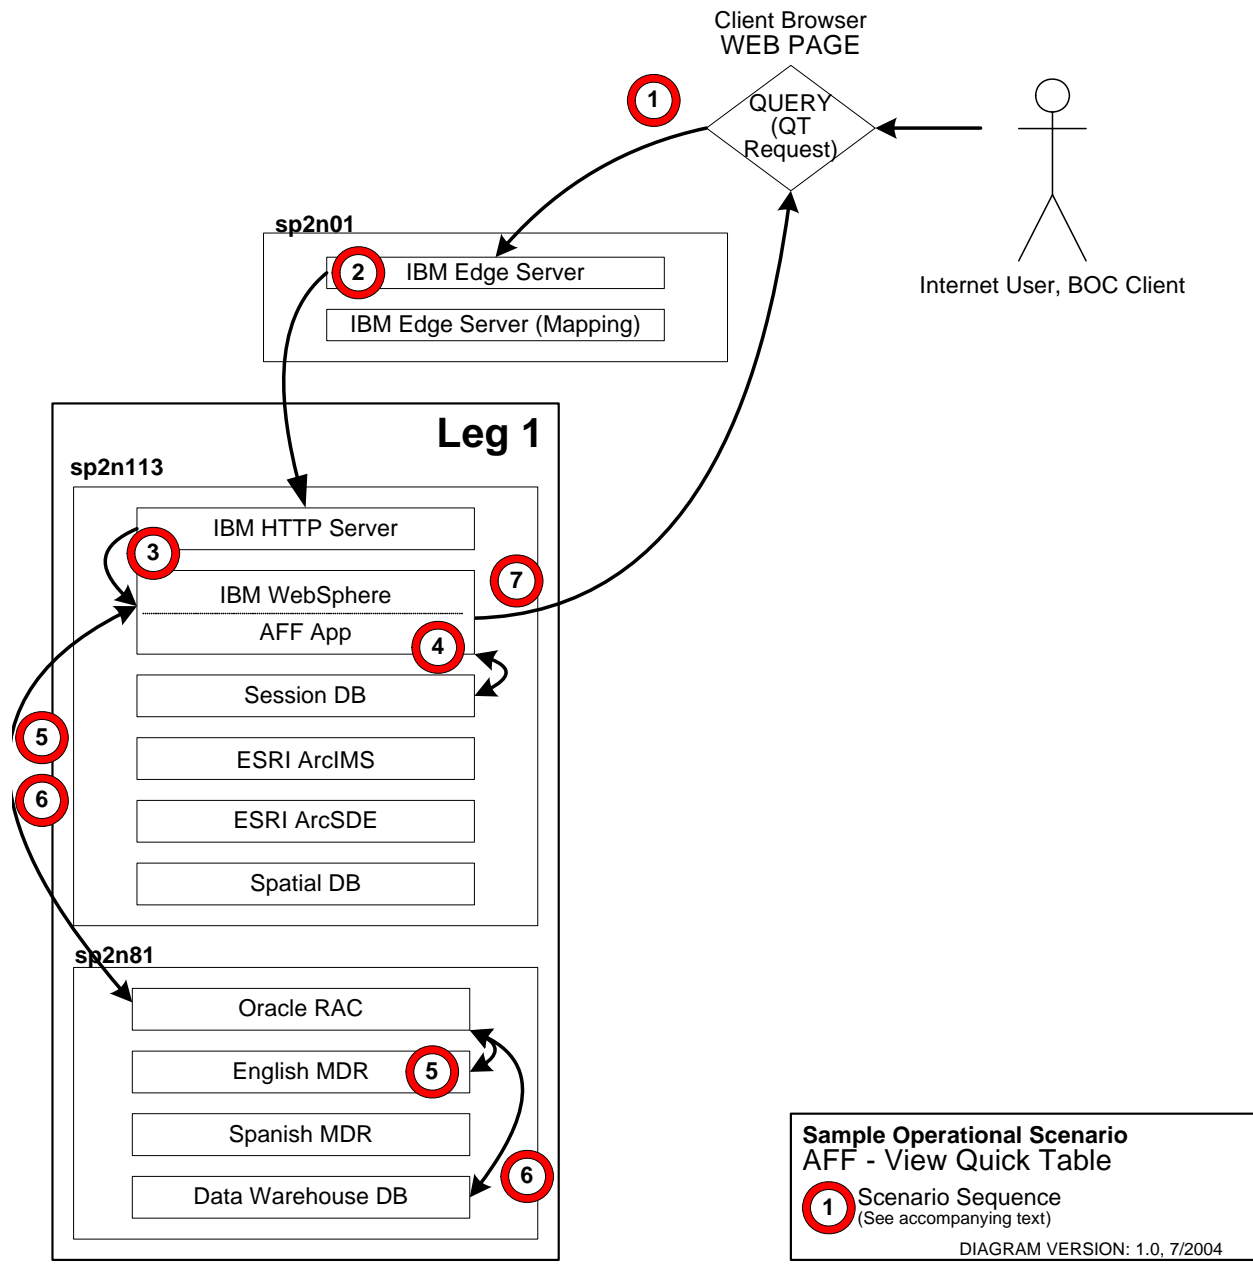 Client Browser
WEB PAGE
1
QUERY
(QT
Request)
sp2n01
2
IBM Edge Server
IBM Edge Server (Mapping)
Internet User, BOC Client
Leg 1
sp2n113
IBM HTTP Server
3
IBM WebSphere
7
AFF App
4
Session DB
5
ESRI ArcIMS
6
ESRI ArcSDE
Spatial DB
sp2n81
Oracle RAC
English MDR
5
Spanish MDR
6
Data Warehouse DB
Sample Operational Scenario
AFF - View Quick Table
1
Scenario Sequence
(See accompanying text)
DIAGRAM VERSION: 1.0, 7/2004